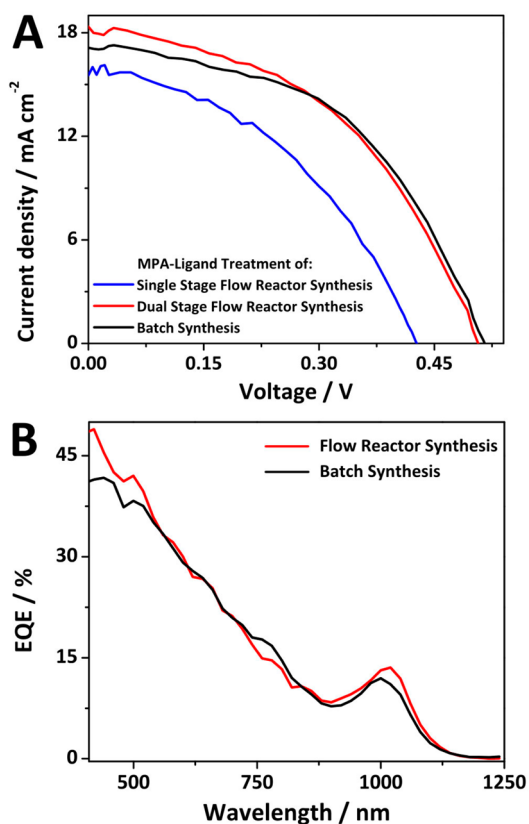 A
18
12
6
0
Current density / mA cm⁻²
MPA-Ligand Treatment of:
Single Stage Flow Reactor Synthesis
Dual Stage Flow Reactor Synthesis
Batch Synthesis
0.00 0.15 0.30 0.45
Voltage / V
B
45
30
15
0
EQE / %
Flow Reactor Synthesis
Batch Synthesis
500 750 1000 1250
Wavelength / nm